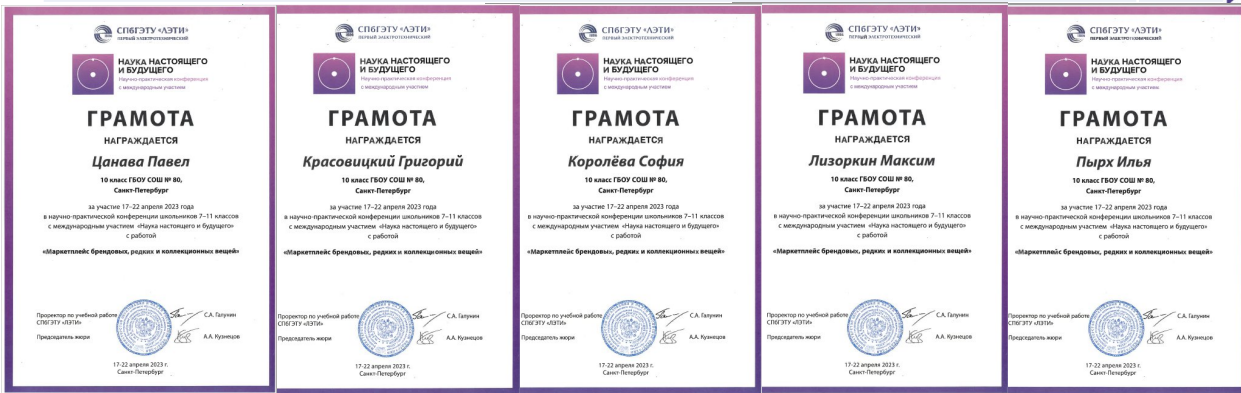 СПбГЭТУ «ЛЭТИ»
ПЕРВЫЙ ЭЛЕКТРОТЕХНИЧЕСКИЙ
НАУКА НАСТОЯЩЕГО
И БУДУЩЕГО
Научно-практическая конференция
с международным участием
ГРАМОТА
НАГРАЖДАЕТСЯ
Цанава Павел
10 класс ГБОУ СОШ № 80,
Санкт-Петербург
за участие 17–22 апреля 2023 года
в научно-практической конференции школьников 7–11 классов
с международным участием «Наука настоящего и будущего»
с работой
«Маркетплейс брендовых, редких и коллекционных вещей»
Проректор по учебной работе
СПбГЭТУ «ЛЭТИ»
С.А. Галунин
Председатель жюри
А.А. Кузнецов
17-22 апреля 2023 г.
Санкт-Петербург
СПбГЭТУ «ЛЭТИ»
ПЕРВЫЙ ЭЛЕКТРОТЕХНИЧЕСКИЙ
НАУКА НАСТОЯЩЕГО
И БУДУЩЕГО
Научно-практическая конференция
с международным участием
ГРАМОТА
НАГРАЖДАЕТСЯ
Красовицкий Григорий
10 класс ГБОУ СОШ № 80,
Санкт-Петербург
за участие 17–22 апреля 2023 года
в научно-практической конференции школьников 7–11 классов
с международным участием «Наука настоящего и будущего»
с работой
«Маркетплейс брендовых, редких и коллекционных вещей»
Проректор по учебной работе
СПбГЭТУ «ЛЭТИ»
С.А. Галунин
Председатель жюри
А.А. Кузнецов
17-22 апреля 2023 г.
Санкт-Петербург
СПбГЭТУ «ЛЭТИ»
ПЕРВЫЙ ЭЛЕКТРОТЕХНИЧЕСКИЙ
НАУКА НАСТОЯЩЕГО
И БУДУЩЕГО
Научно-практическая конференция
с международным участием
ГРАМОТА
НАГРАЖДАЕТСЯ
Королёва София
10 класс ГБОУ СОШ № 80,
Санкт-Петербург
за участие 17–22 апреля 2023 года
в научно-практической конференции школьников 7–11 классов
с международным участием «Наука настоящего и будущего»
с работой
«Маркетплейс брендовых, редких и коллекционных вещей»
Проректор по учебной работе
СПбГЭТУ «ЛЭТИ»
С.А. Галунин
Председатель жюри
А.А. Кузнецов
17-22 апреля 2023 г.
Санкт-Петербург
СПбГЭТУ «ЛЭТИ»
ПЕРВЫЙ ЭЛЕКТРОТЕХНИЧЕСКИЙ
НАУКА НАСТОЯЩЕГО
И БУДУЩЕГО
Научно-практическая конференция
с международным участием
ГРАМОТА
НАГРАЖДАЕТСЯ
Лизоркин Максим
10 класс ГБОУ СОШ № 80,
Санкт-Петербург
за участие 17–22 апреля 2023 года
в научно-практической конференции школьников 7–11 классов
с международным участием «Наука настоящего и будущего»
с работой
«Маркетплейс брендовых, редких и коллекционных вещей»
Проректор по учебной работе
СПбГЭТУ «ЛЭТИ»
С.А. Галунин
Председатель жюри
А.А. Кузнецов
17-22 апреля 2023 г.
Санкт-Петербург
СПбГЭТУ «ЛЭТИ»
ПЕРВЫЙ ЭЛЕКТРОТЕХНИЧЕСКИЙ
НАУКА НАСТОЯЩЕГО
И БУДУЩЕГО
Научно-практическая конференция
с международным участием
ГРАМОТА
НАГРАЖДАЕТСЯ
Пырх Илья
10 класс ГБОУ СОШ № 80,
Санкт-Петербург
за участие 17–22 апреля 2023 года
в научно-практической конференции школьников 7–11 классов
с международным участием «Наука настоящего и будущего»
с работой
«Маркетплейс брендовых, редких и коллекционных вещей»
Проректор по учебной работе
СПбГЭТУ «ЛЭТИ»
С.А. Галунин
Председатель жюри
А.А. Кузнецов
17-22 апреля 2023 г.
Санкт-Петербург